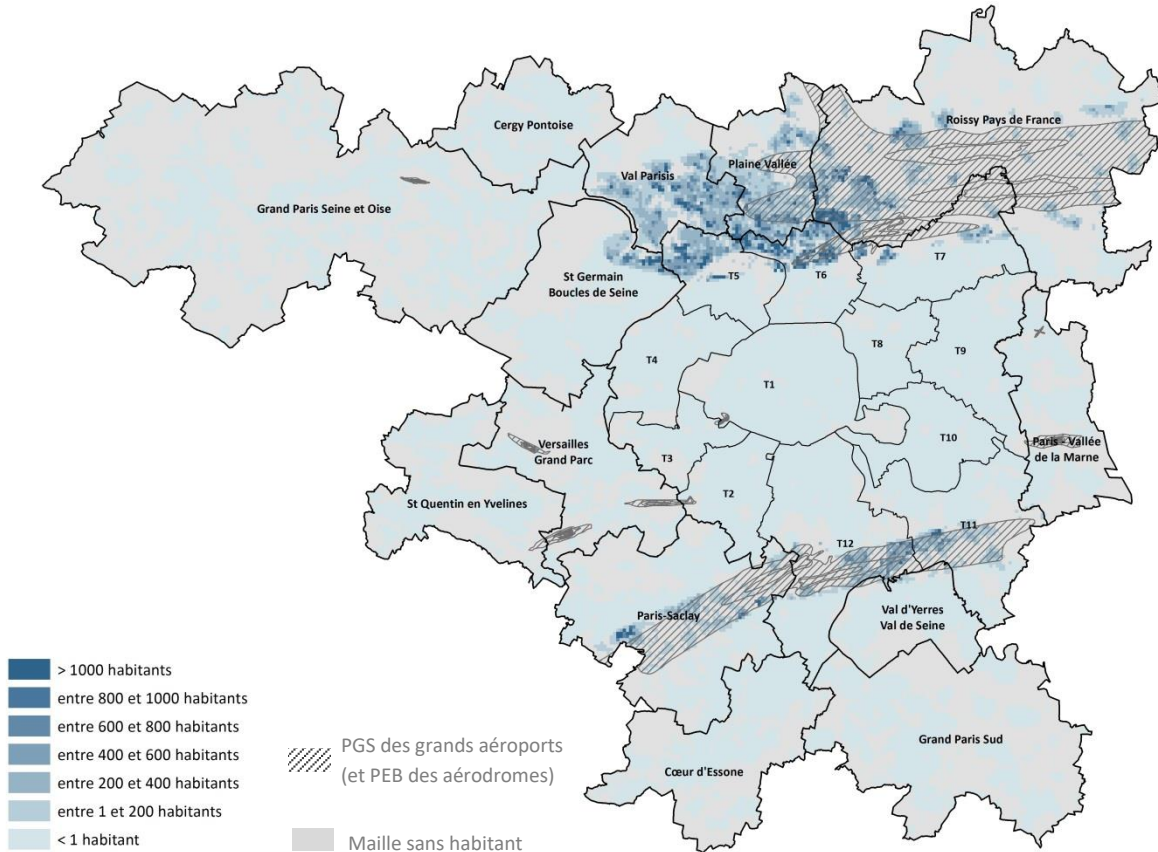 Cergy Pontoise
Roissy Pays de France
Plaine Vallée
Val Parisis
Grand Paris Seine et Oise
T7
St Germain
Boucles de Seine
T5
T6
T4
T8
T9
T1
Versailles
Grand Parc
T3
T10
Paris - Vallée
de la Marne
St Quentin en Yvelines
T2
T11
T12
Paris-Saclay
Val d'Yerres
Val de Seine
Grand Paris Sud
Cœur d'Essone
> 1000 habitants
entre 800 et 1000 habitants
entre 600 et 800 habitants
entre 400 et 600 habitants
entre 200 et 400 habitants
entre 1 et 200 habitants
< 1 habitant
PGS des grands aéroports
(et PEB des aérodromes)
Maille sans habitant